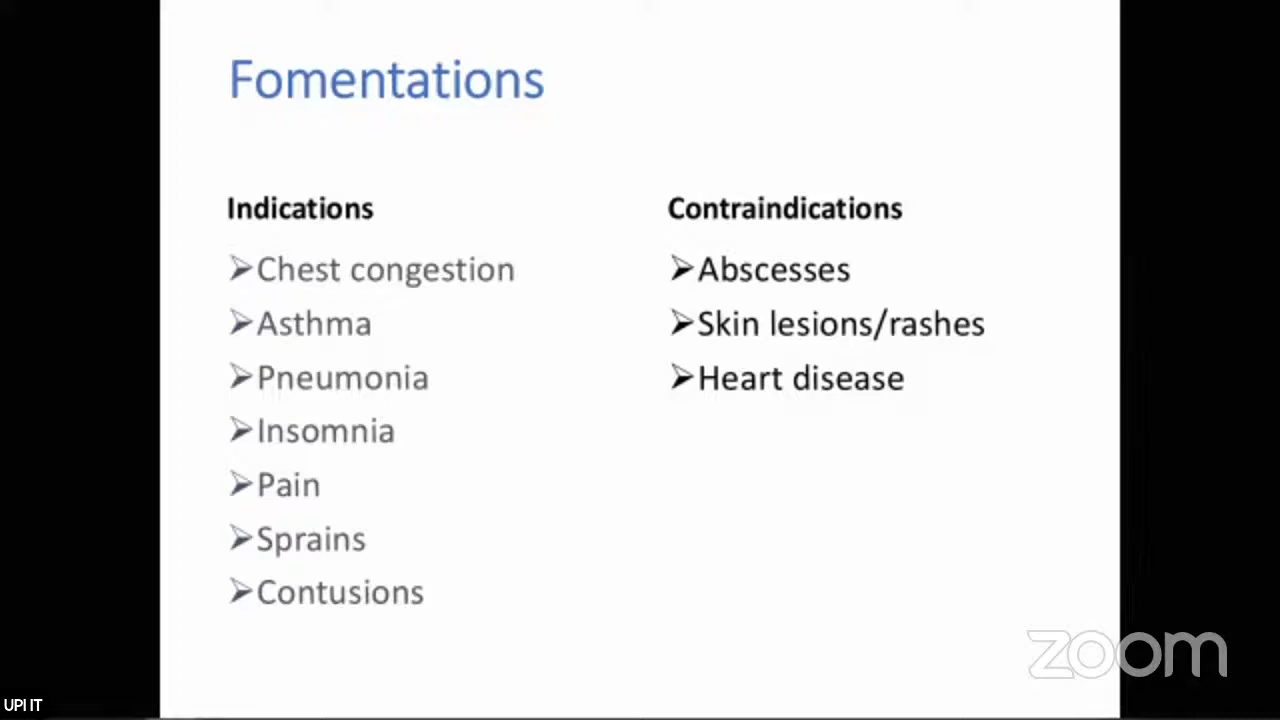 Fomentations
Indications
Chest congestion
Asthma
Pneumonia
Insomnia
Pain
Sprains
Contusions
Contraindications
Abscesses
Skin lesions/rashes
Heart disease
zoom
UPI IT